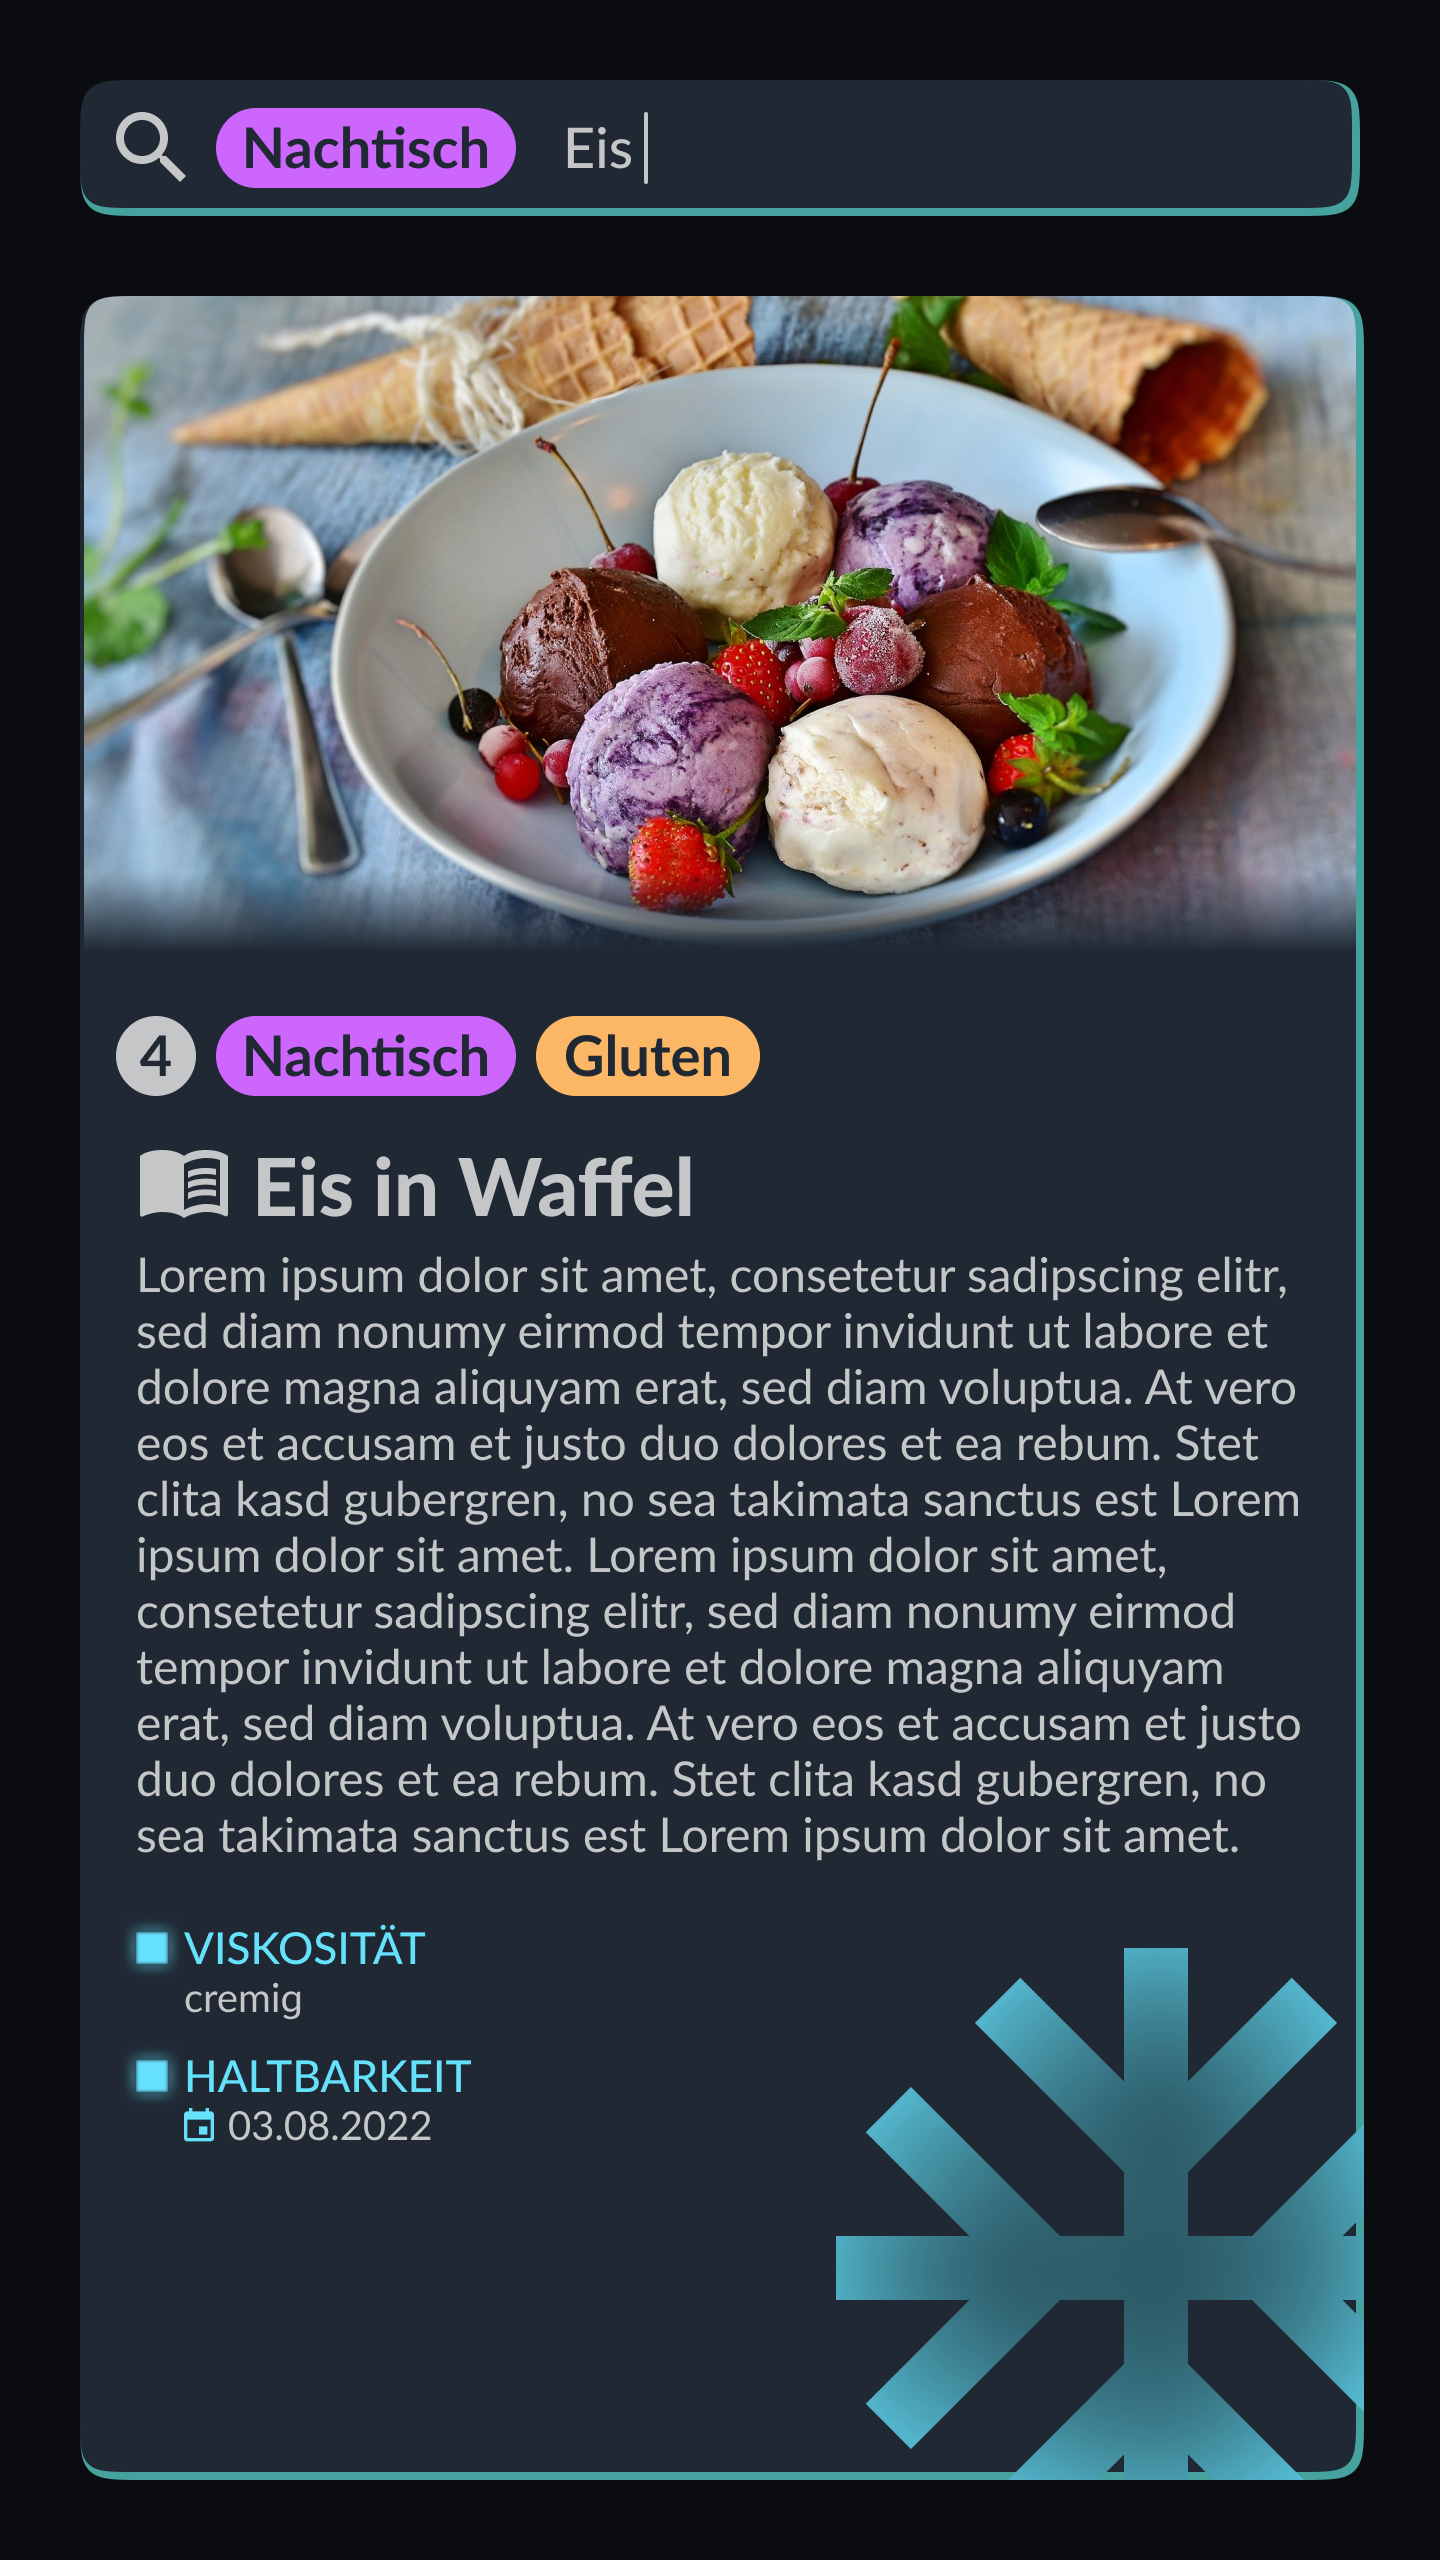 Nachtisch Eis
4 Nachtisch Gluten
Eis in Waffel
Lorem ipsum dolor sit amet, consetetur sadipscing elitr,
sed diam nonumy eirmod tempor invidunt ut labore et
dolore magna aliquyam erat, sed diam voluptua. At vero
eos et accusam et justo duo dolores et ea rebum. Stet
clita kasd gubergren, no sea takimata sanctus est Lorem
ipsum dolor sit amet. Lorem ipsum dolor sit amet,
consetetur sadipscing elitr, sed diam nonumy eirmod
tempor invidunt ut labore et dolore magna aliquyam
erat, sed diam voluptua. At vero eos et accusam et justo
duo dolores et ea rebum. Stet clita kasd gubergren, no
sea takimata sanctus est Lorem ipsum dolor sit amet.
VISKOSITÄT
cremig
HALTBARKEIT
03.08.2022